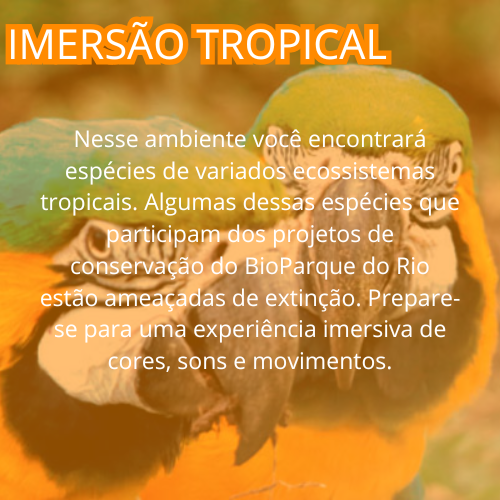 IMERSÃO TROPICAL
Nesse ambiente você encontrará
espécies de variados ecossistemas
tropicais. Algumas dessas espécies que
participam dos projetos de
conservação do BioParque do Rio
estão ameaçadas de extinção. Prepare-
se para uma experiência imersiva de
cores, sons e movimentos.